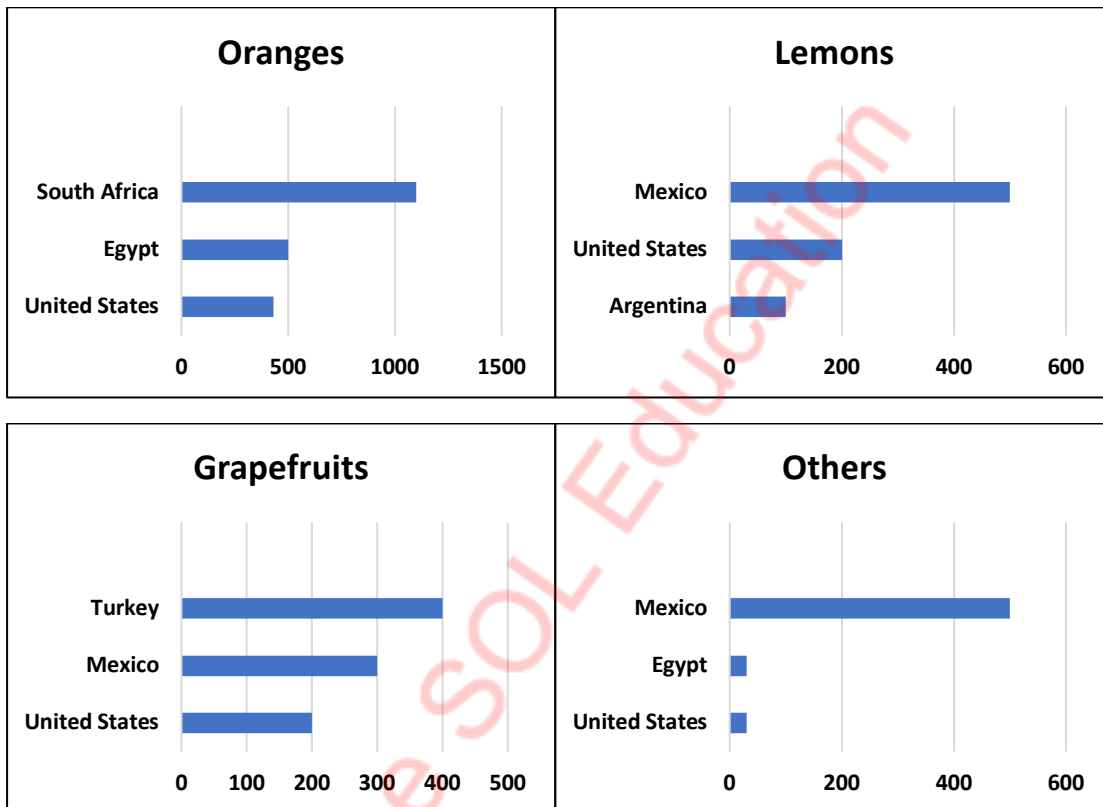 Oranges
South Africa
Egypt
United States
0 500 1000 1500
Lemons
Mexico
United States
Argentina
0 200 400 600
Grapefruits
Turkey
Mexico
United States
0 100 200 300 400 500
Others
Mexico
Egypt
United States
0 200 400 600
e SOL Education